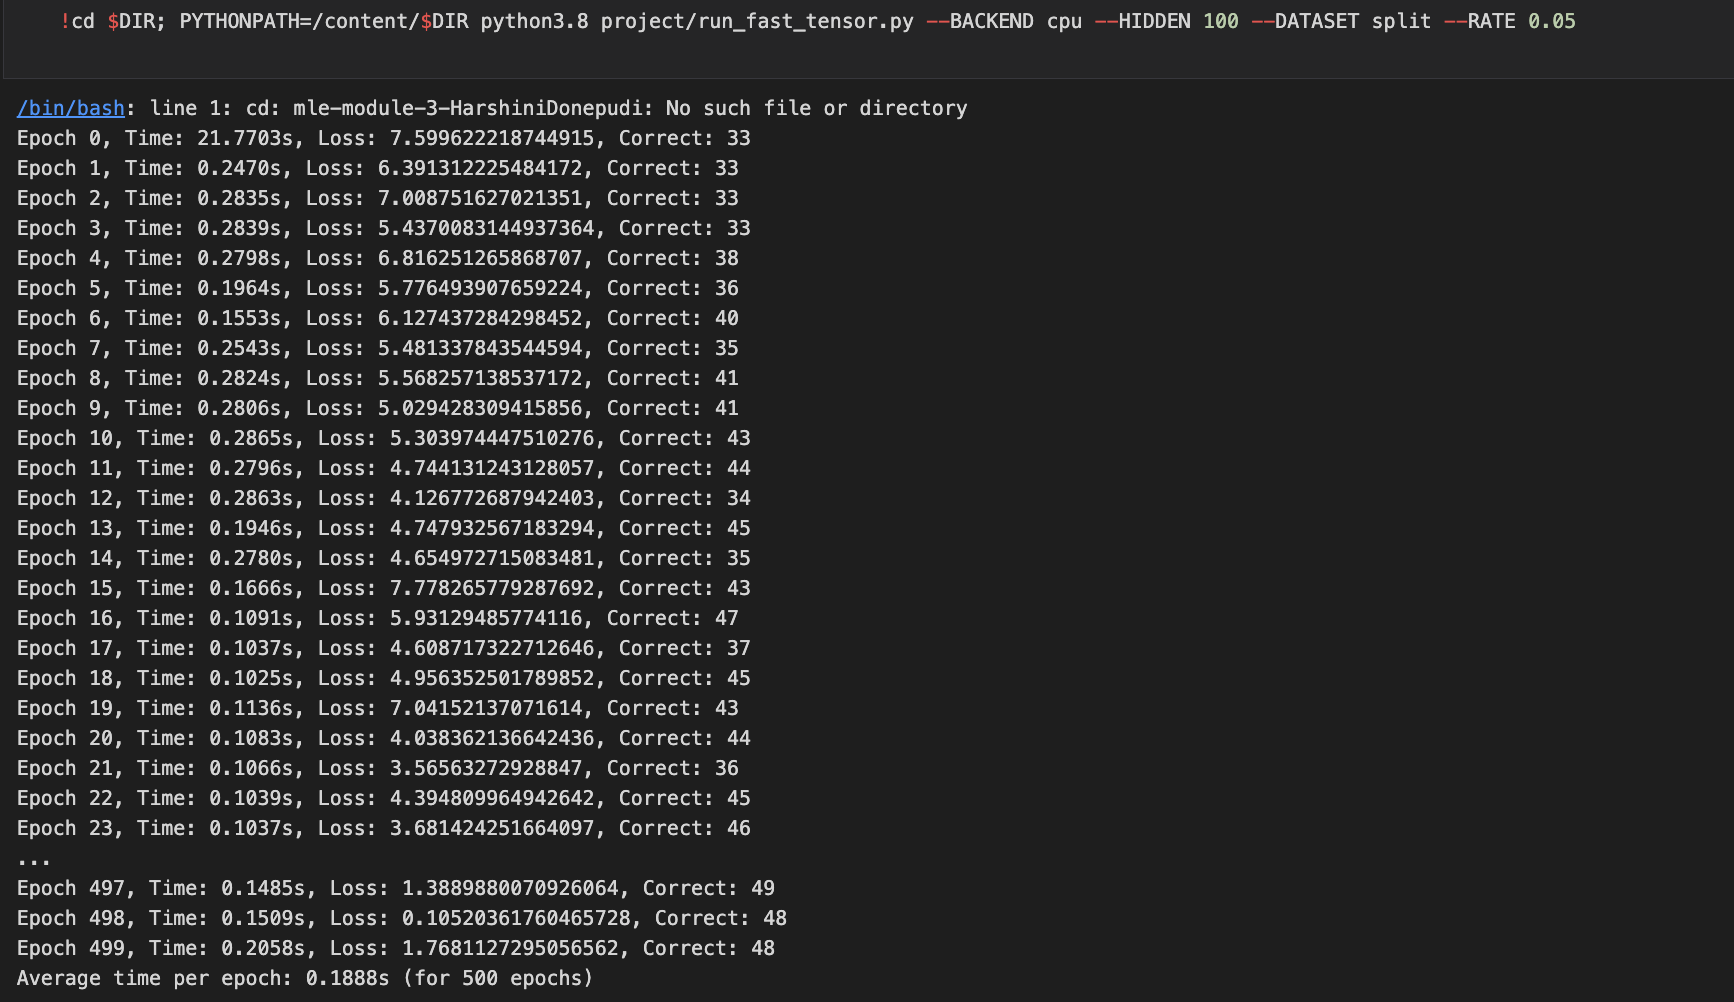 !cd $DIR; PYTHONPATH=/content/$DIR python3.8 project/run_fast_tensor.py --BACKEND cpu --HIDDEN 100 --DATASET split --RATE 0.05
/bin/bash: line 1: cd: mle-module-3-HarshiniDonepudi: No such file or directory
Epoch 0, Time: 21.7703s, Loss: 7.599622218744915, Correct: 33
Epoch 1, Time: 0.2470s, Loss: 6.391312225484172, Correct: 33
Epoch 2, Time: 0.2835s, Loss: 7.008751627021351, Correct: 33
Epoch 3, Time: 0.2839s, Loss: 5.4370083144937364, Correct: 33
Epoch 4, Time: 0.2798s, Loss: 6.816251265868707, Correct: 38
Epoch 5, Time: 0.1964s, Loss: 5.776493907659224, Correct: 36
Epoch 6, Time: 0.1553s, Loss: 6.127437284298452, Correct: 40
Epoch 7, Time: 0.2543s, Loss: 5.481337843544594, Correct: 35
Epoch 8, Time: 0.2824s, Loss: 5.568257138537172, Correct: 41
Epoch 9, Time: 0.2806s, Loss: 5.029428309415856, Correct: 41
Epoch 10, Time: 0.2865s, Loss: 5.303974447510276, Correct: 43
Epoch 11, Time: 0.2796s, Loss: 4.744131243128057, Correct: 44
Epoch 12, Time: 0.2863s, Loss: 4.126772687942403, Correct: 34
Epoch 13, Time: 0.1946s, Loss: 4.747932567183294, Correct: 45
Epoch 14, Time: 0.2780s, Loss: 4.654972715083481, Correct: 35
Epoch 15, Time: 0.1666s, Loss: 7.778265779287692, Correct: 43
Epoch 16, Time: 0.1091s, Loss: 5.93129485774116, Correct: 47
Epoch 17, Time: 0.1037s, Loss: 4.608717322712646, Correct: 37
Epoch 18, Time: 0.1025s, Loss: 4.956352501789852, Correct: 45
Epoch 19, Time: 0.1136s, Loss: 7.04152137071614, Correct: 43
Epoch 20, Time: 0.1083s, Loss: 4.038362136642436, Correct: 44
Epoch 21, Time: 0.1066s, Loss: 3.56563272928847, Correct: 36
Epoch 22, Time: 0.1039s, Loss: 4.394809964942642, Correct: 45
Epoch 23, Time: 0.1037s, Loss: 3.681424251664097, Correct: 46
...
Epoch 497, Time: 0.1485s, Loss: 1.3889880070926064, Correct: 49
Epoch 498, Time: 0.1509s, Loss: 0.10520361760465728, Correct: 48
Epoch 499, Time: 0.2058s, Loss: 1.7681127295056562, Correct: 48
Average time per epoch: 0.1888s (for 500 epochs)